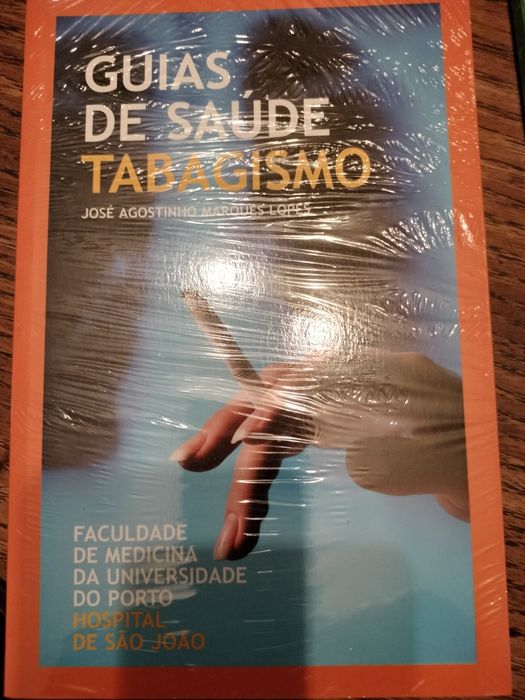 GUIAS
DE SAÚDE
TABAGISMO
JOSÉ AGOSTINHO MARQUES LOPES
FACULDADE
DE MEDICINA
DA UNIVERSIDADE
DO PORTO
HOSPITAL
DE SÃO JOÃO